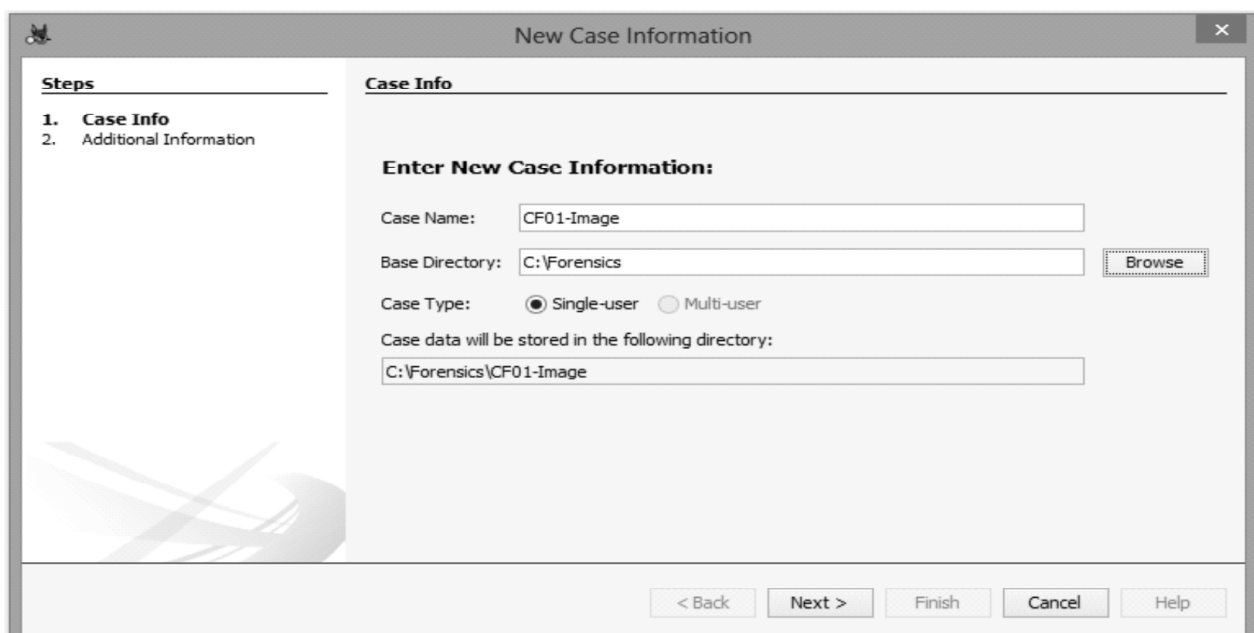 New Case Information
Steps
1. Case Info
2. Additional Information
Case Info
Enter New Case Information:
Case Name: CF01-Image
Base Directory: C:\Forensics Browse
Case Type: Single-user Multi-user
Case data will be stored in the following directory:
C:\Forensics\CF01-Image
< Back Next > Finish Cancel Help